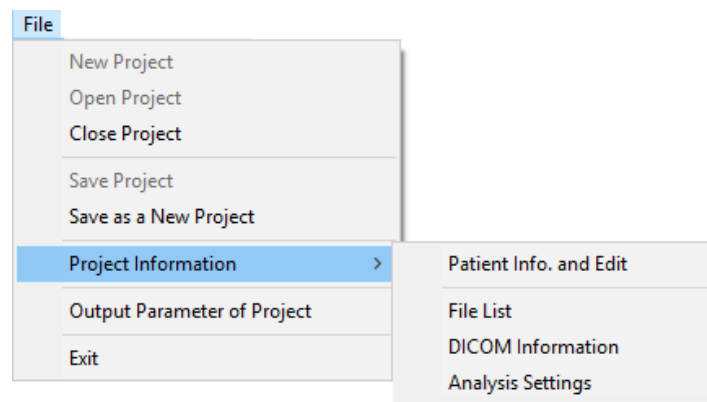 File
New Project
Open Project
Close Project
Save Project
Save as a New Project
Project Information >
Patient Info. and Edit
Output Parameter of Project
File List
Exit
DICOM Information
Analysis Settings